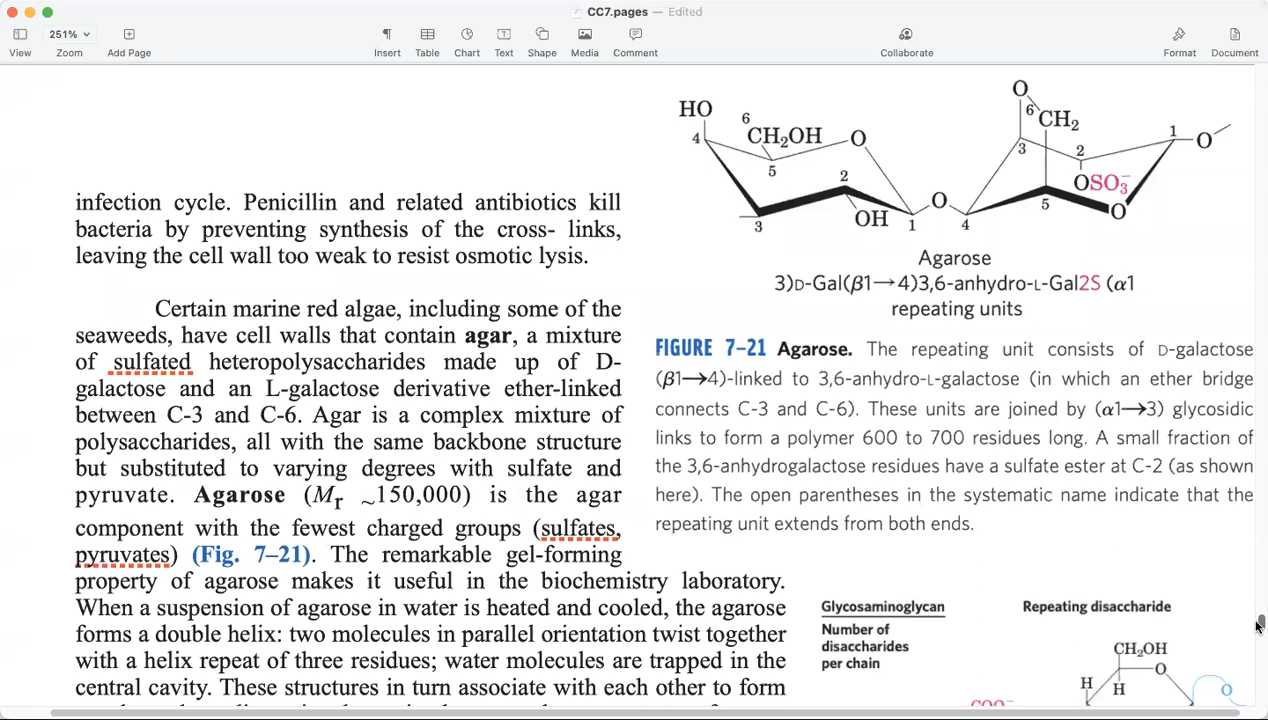 CC7.pages — Edited
251%
View
Zoom
Add Page
Insert
Table
Chart
Text
Shape
Media
Comment
Collaborate
Format
Document
infection cycle. Penicillin and related antibiotics kill
bacteria by preventing synthesis of the cross- links,
leaving the cell wall too weak to resist osmotic lysis.
Certain marine red algae, including some of the
seaweeds, have cell walls that contain agar, a mixture
of sulfated heteropolysaccharides made up of D-
galactose and an L-galactose derivative ether-linked
between C-3 and C-6. Agar is a complex mixture of
polysaccharides, all with the same backbone structure
but substituted to varying degrees with sulfate and
pyruvate. Agarose (Mr ~150,000) is the agar
component with the fewest charged groups (sulfates,
pyruvates) (Fig. 7–21). The remarkable gel-forming
property of agarose makes it useful in the biochemistry laboratory.
When a suspension of agarose in water is heated and cooled, the agarose
forms a double helix: two molecules in parallel orientation twist together
with a helix repeat of three residues; water molecules are trapped in the
central cavity. These structures in turn associate with each other to form
HO
4
6
CH₂OH
O
5
2
OH
3
1
O
4
O
6
CH₂
3
2
1
O
OSO₃⁻
5
O
Agarose
3)D-Gal(β1→4)3,6-anhydro-L-Gal2S (α1
repeating units
FIGURE 7–21 Agarose. The repeating unit consists of D-galactose
(β1→4)-linked to 3,6-anhydro-L-galactose (in which an ether bridge
connects C-3 and C-6). These units are joined by (α1→3) glycosidic
links to form a polymer 600 to 700 residues long. A small fraction of
the 3,6-anhydrogalactose residues have a sulfate ester at C-2 (as shown
here). The open parentheses in the systematic name indicate that the
repeating unit extends from both ends.
Glycosaminoglycan
Number of
disaccharides
per chain
Repeating disaccharide
CH₂OH
O
H
H
O